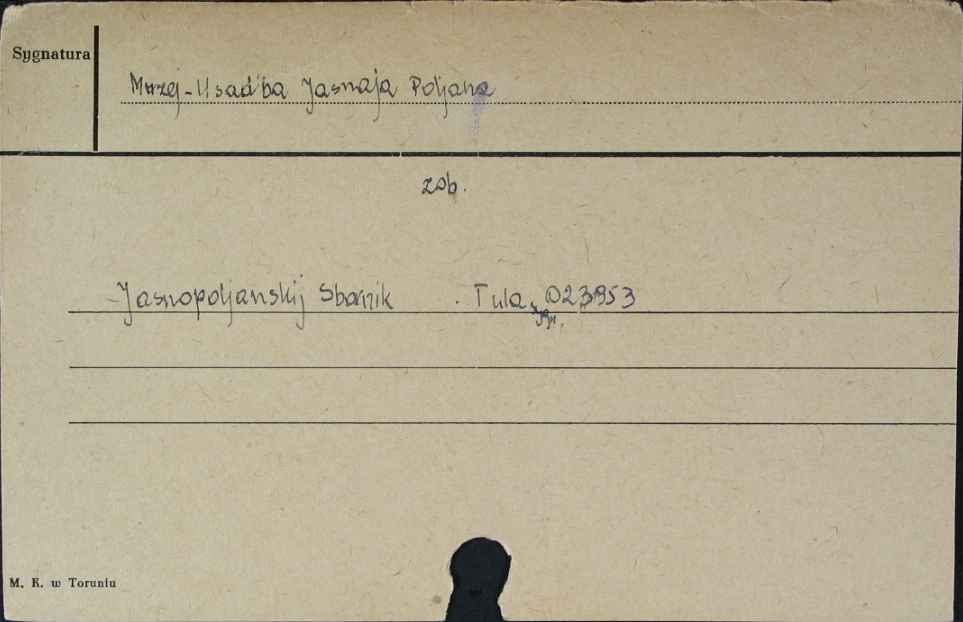 Sygnatura
Muzej-Usad'ba Jasnaja Poljana
zob.
Jasnopoljanskij Sbornik . Tula, 023953
M. K. w Toruniu